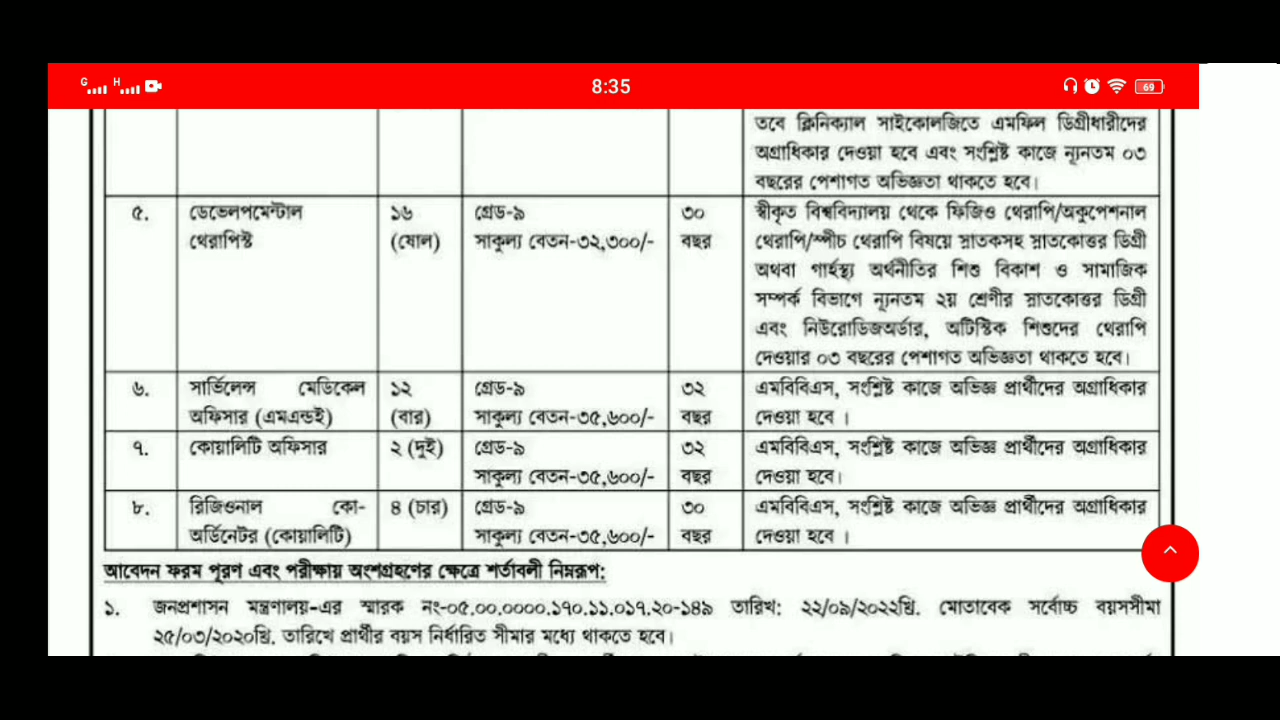 G H 8:35 69
তবে ক্লিনিক্যাল সাইকোলজিতে এমফিল ডিগ্রীধারীদের
অগ্রাধিকার দেওয়া হবে এবং সংশ্লিষ্ট কাজে ন্যূনতম ০৩
বছরের পেশাগত অভিজ্ঞতা থাকতে হবে।
৫. ডেভেলপমেন্টাল ১৬ গ্রেড-৯ ৩০ স্বীকৃত বিশ্ববিদ্যালয় থেকে ফিজিও থেরাপি/অকুপেশনাল
থেরাপিস্ট (ষোল) সাকুল্য বেতন-৩২,৩০০/- বছর থেরাপি/স্পীচ থেরাপি বিষয়ে স্নাতকসহ স্নাতকোত্তর ডিগ্রী
অথবা গার্হস্থ্য অর্থনীতির শিশু বিকাশ ও সামাজিক
সম্পর্ক বিভাগে ন্যূনতম ২য় শ্রেণীর স্নাতকোত্তর ডিগ্রী
এবং নিউরোডিজঅর্ডার, অটিস্টিক শিশুদের থেরাপি
দেওয়ার ০৩ বছরের পেশাগত অভিজ্ঞতা থাকতে হবে।
৬. সার্ভিলেন্স মেডিকেল ১২ গ্রেড-৯ ৩২ এমবিবিএস, সংশ্লিষ্ট কাজে অভিজ্ঞ প্রার্থীদের অগ্রাধিকার
অফিসার (এমএন্ডই) (বার) সাকুল্য বেতন-৩৫,৬০০/- বছর দেওয়া হবে ।
৭. কোয়ালিটি অফিসার ২ (দুই) গ্রেড-৯ ৩২ এমবিবিএস, সংশ্লিষ্ট কাজে অভিজ্ঞ প্রার্থীদের অগ্রাধিকার
সাকুল্য বেতন-৩৫,৬০০/- বছর দেওয়া হবে।
৮. রিজিওনাল কো- ৪ (চার) গ্রেড-৯ ৩০ এমবিবিএস, সংশ্লিষ্ট কাজে অভিজ্ঞ প্রার্থীদের অগ্রাধিকার
অর্ডিনেটর (কোয়ালিটি) সাকুল্য বেতন-৩৫,৬০০/- বছর দেওয়া হবে ।
আবেদন ফরম পূরণ এবং পরীক্ষায় অংশগ্রহণের ক্ষেত্রে শর্তাবলী নিম্নরূপ:
১. জনপ্রশাসন মন্ত্রণালয়-এর স্মারক নং-০৫.০০.০০০০.১৭০.১১.০১৭.২০-১৪৯ তারিখ: ২২/০৯/২০২২খ্রি. মোতাবেক সর্বোচ্চ বয়সসীমা
২৫/০৩/২০২০খ্রি. তারিখে প্রার্থীর বয়স নির্ধারিত সীমার মধ্যে থাকতে হবে।